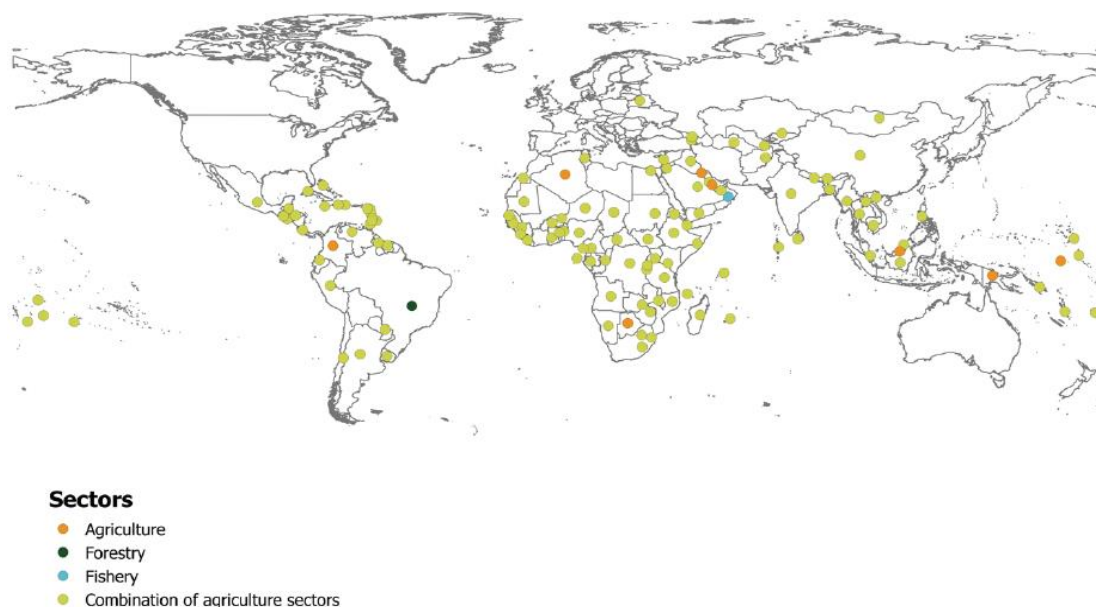 Sectors
Agriculture
Forestry
Fishery
Combination of agriculture sectors